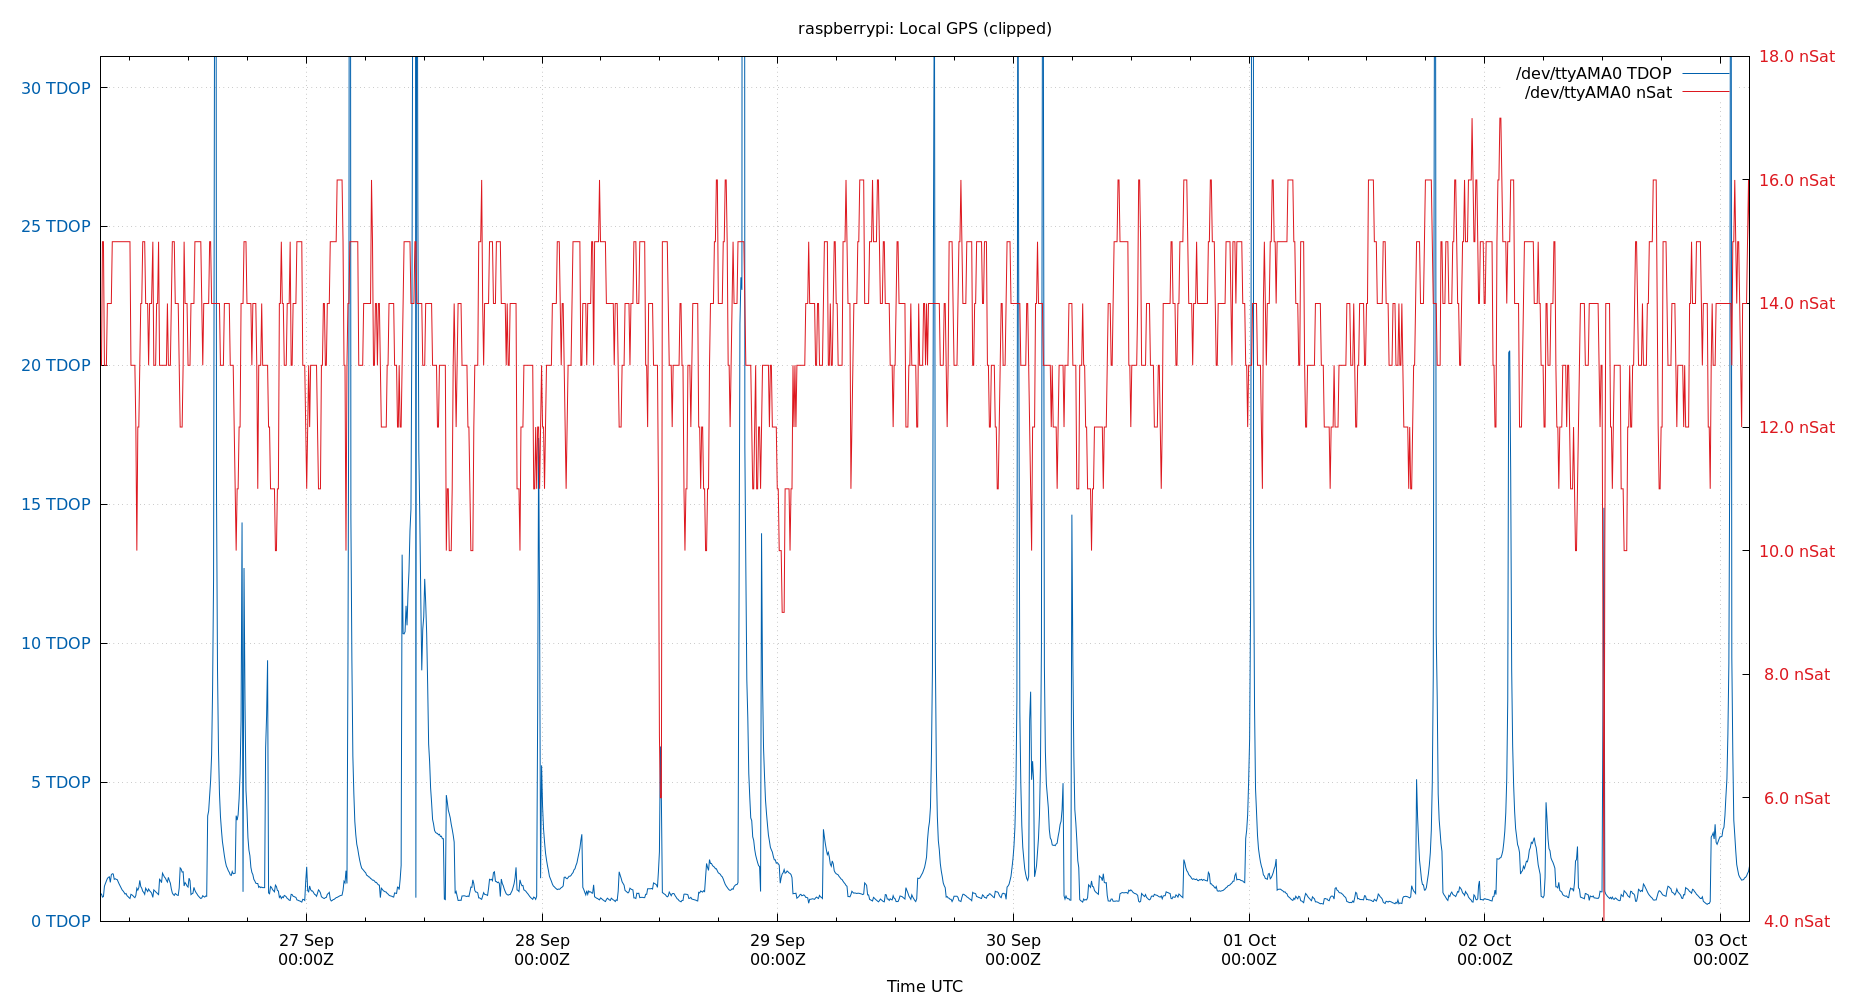 raspberrypi: Local GPS (clipped)
30 TDOP
25 TDOP
20 TDOP
15 TDOP
10 TDOP
5 TDOP
0 TDOP
18.0 nSat
16.0 nSat
14.0 nSat
12.0 nSat
10.0 nSat
8.0 nSat
6.0 nSat
4.0 nSat
/dev/ttyAMA0 TDOP
/dev/ttyAMA0 nSat
27 Sep
00:00Z
28 Sep
00:00Z
29 Sep
00:00Z
30 Sep
00:00Z
01 Oct
00:00Z
02 Oct
00:00Z
03 Oct
00:00Z
Time UTC